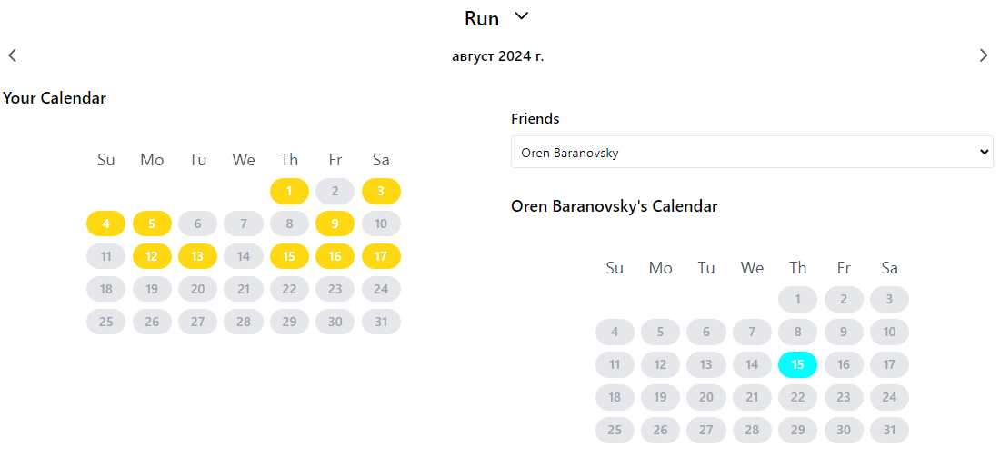 Run
август 2024 г.
Your Calendar
Su Mo Tu We Th Fr Sa
1 2 3
4 5 6 7 8 9 10
11 12 13 14 15 16 17
18 19 20 21 22 23 24
25 26 27 28 29 30 31
Friends
Oren Baranovsky
Oren Baranovsky's Calendar
Su Mo Tu We Th Fr Sa
1 2 3
4 5 6 7 8 9 10
11 12 13 14 15 16 17
18 19 20 21 22 23 24
25 26 27 28 29 30 31